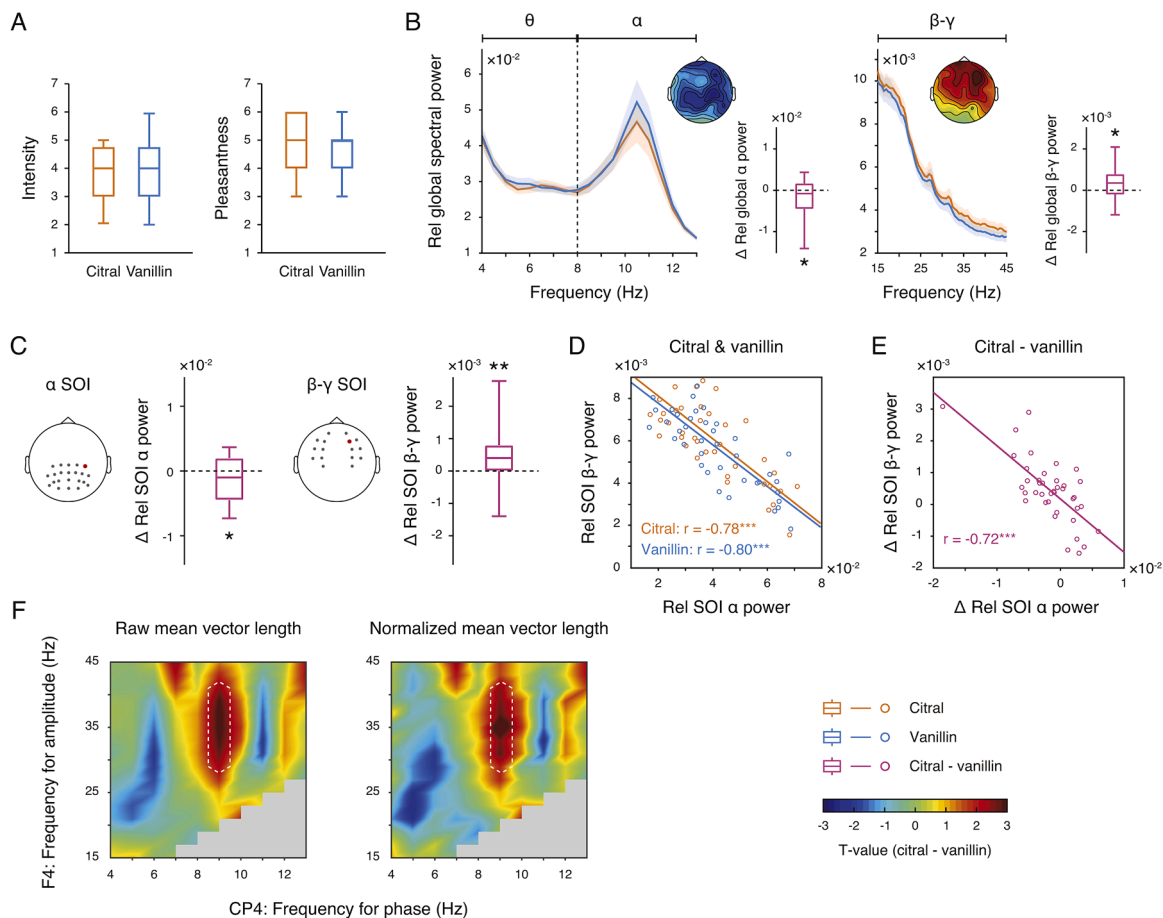 A
Intensity
7
6
5
4
3
2
1
Citral Vanillin
Pleasantness
7
6
5
4
3
2
1
Citral Vanillin
B
θ
α
Rel global spectral power
×10⁻²
6
5
4
3
2
1
4
6
8
10
12
Frequency (Hz)
Δ Rel global α power
×10⁻²
1
0
-1
*
β-γ
×10⁻³
10
8
6
4
2
15
25
35
45
Frequency (Hz)
Δ Rel global β-γ power
×10⁻³
2
0
-2
*
C
α SOI
Δ Rel SOI α power
×10⁻²
1
0
-1
*
β-γ SOI
Δ Rel SOI β-γ power
×10⁻³
2
1
0
-1
-2
**
D
Citral & vanillin
×10⁻³
Rel SOI β-γ power
8
6
4
2
0
Citral: r = -0.78***
Vanillin: r = -0.80***
2
4
6
8
×10⁻²
Rel SOI α power
E
Citral - vanillin
×10⁻³
Δ Rel SOI β-γ power
4
3
2
1
0
-1
-2
r = -0.72***
-2
-1
0
1
×10⁻²
Δ Rel SOI α power
F
F4: Frequency for amplitude (Hz)
Raw mean vector length
45
35
25
15
4
6
8
10
12
Normalized mean vector length
45
35
25
15
4
6
8
10
12
CP4: Frequency for phase (Hz)
Citral
Vanillin
Citral - vanillin
-3 -2 -1 0 1 2 3
T-value (citral - vanillin)